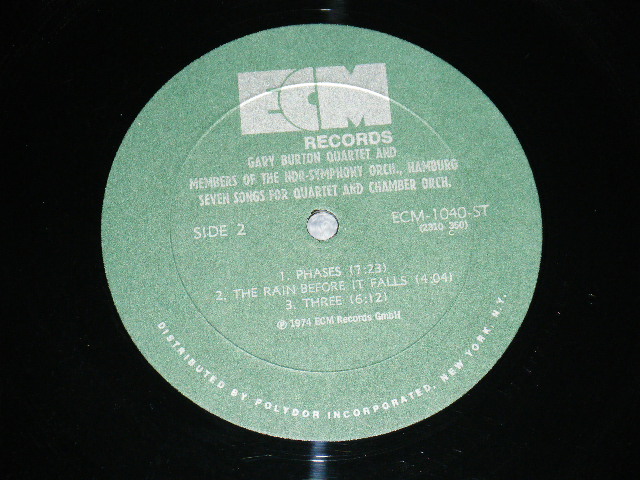 ECM
RECORDS
GARY BURTON QUARTET AND
MEMBERS OF THE NDR-SYMPHONY ORCH., HAMBURG
SEVEN SONGS FOR QUARTET AND CHAMBER ORCH.
SIDE 2
ECM-1040-ST
(2310 350)
C
1. PHASES (7:23)
2. THE RAIN BEFORE IT FALLS (4:04)
3. THREE (6:12)
℗ 1974 ECM Records GmbH
DISTRIBUTED BY POLYDOR INCORPORATED, NEW YORK, N.Y.